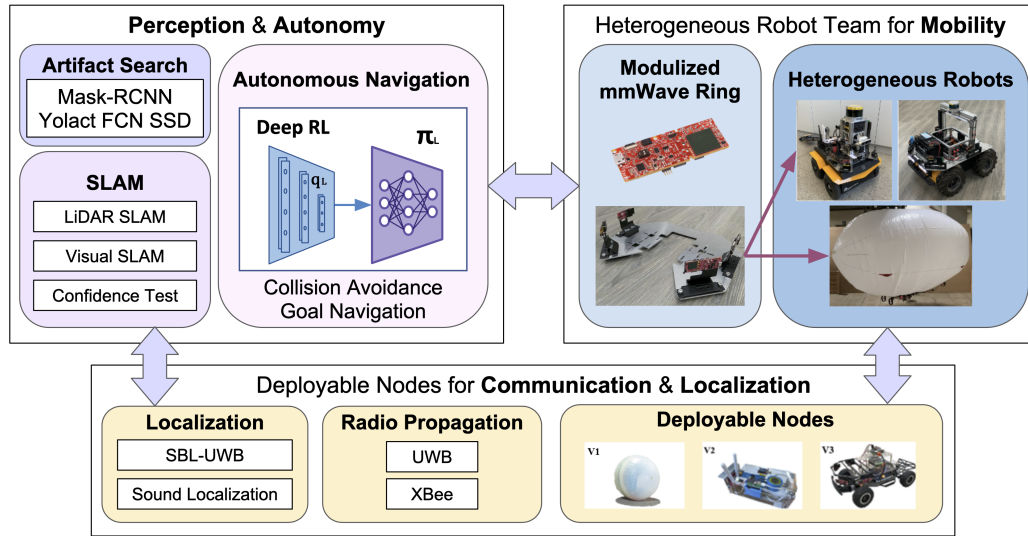 Perception & Autonomy
Artifact Search
Mask-RCNN
Yolact FCN SSD
SLAM
LiDAR SLAM
Visual SLAM
Confidence Test
Autonomous Navigation
Deep RL
qL
πL
Collision Avoidance
Goal Navigation
Heterogeneous Robot Team for Mobility
Modulized
mmWave Ring
Heterogeneous Robots
Deployable Nodes for Communication & Localization
Localization
SBL-UWB
Sound Localization
Radio Propagation
UWB
XBee
Deployable Nodes
V1
V2
V3